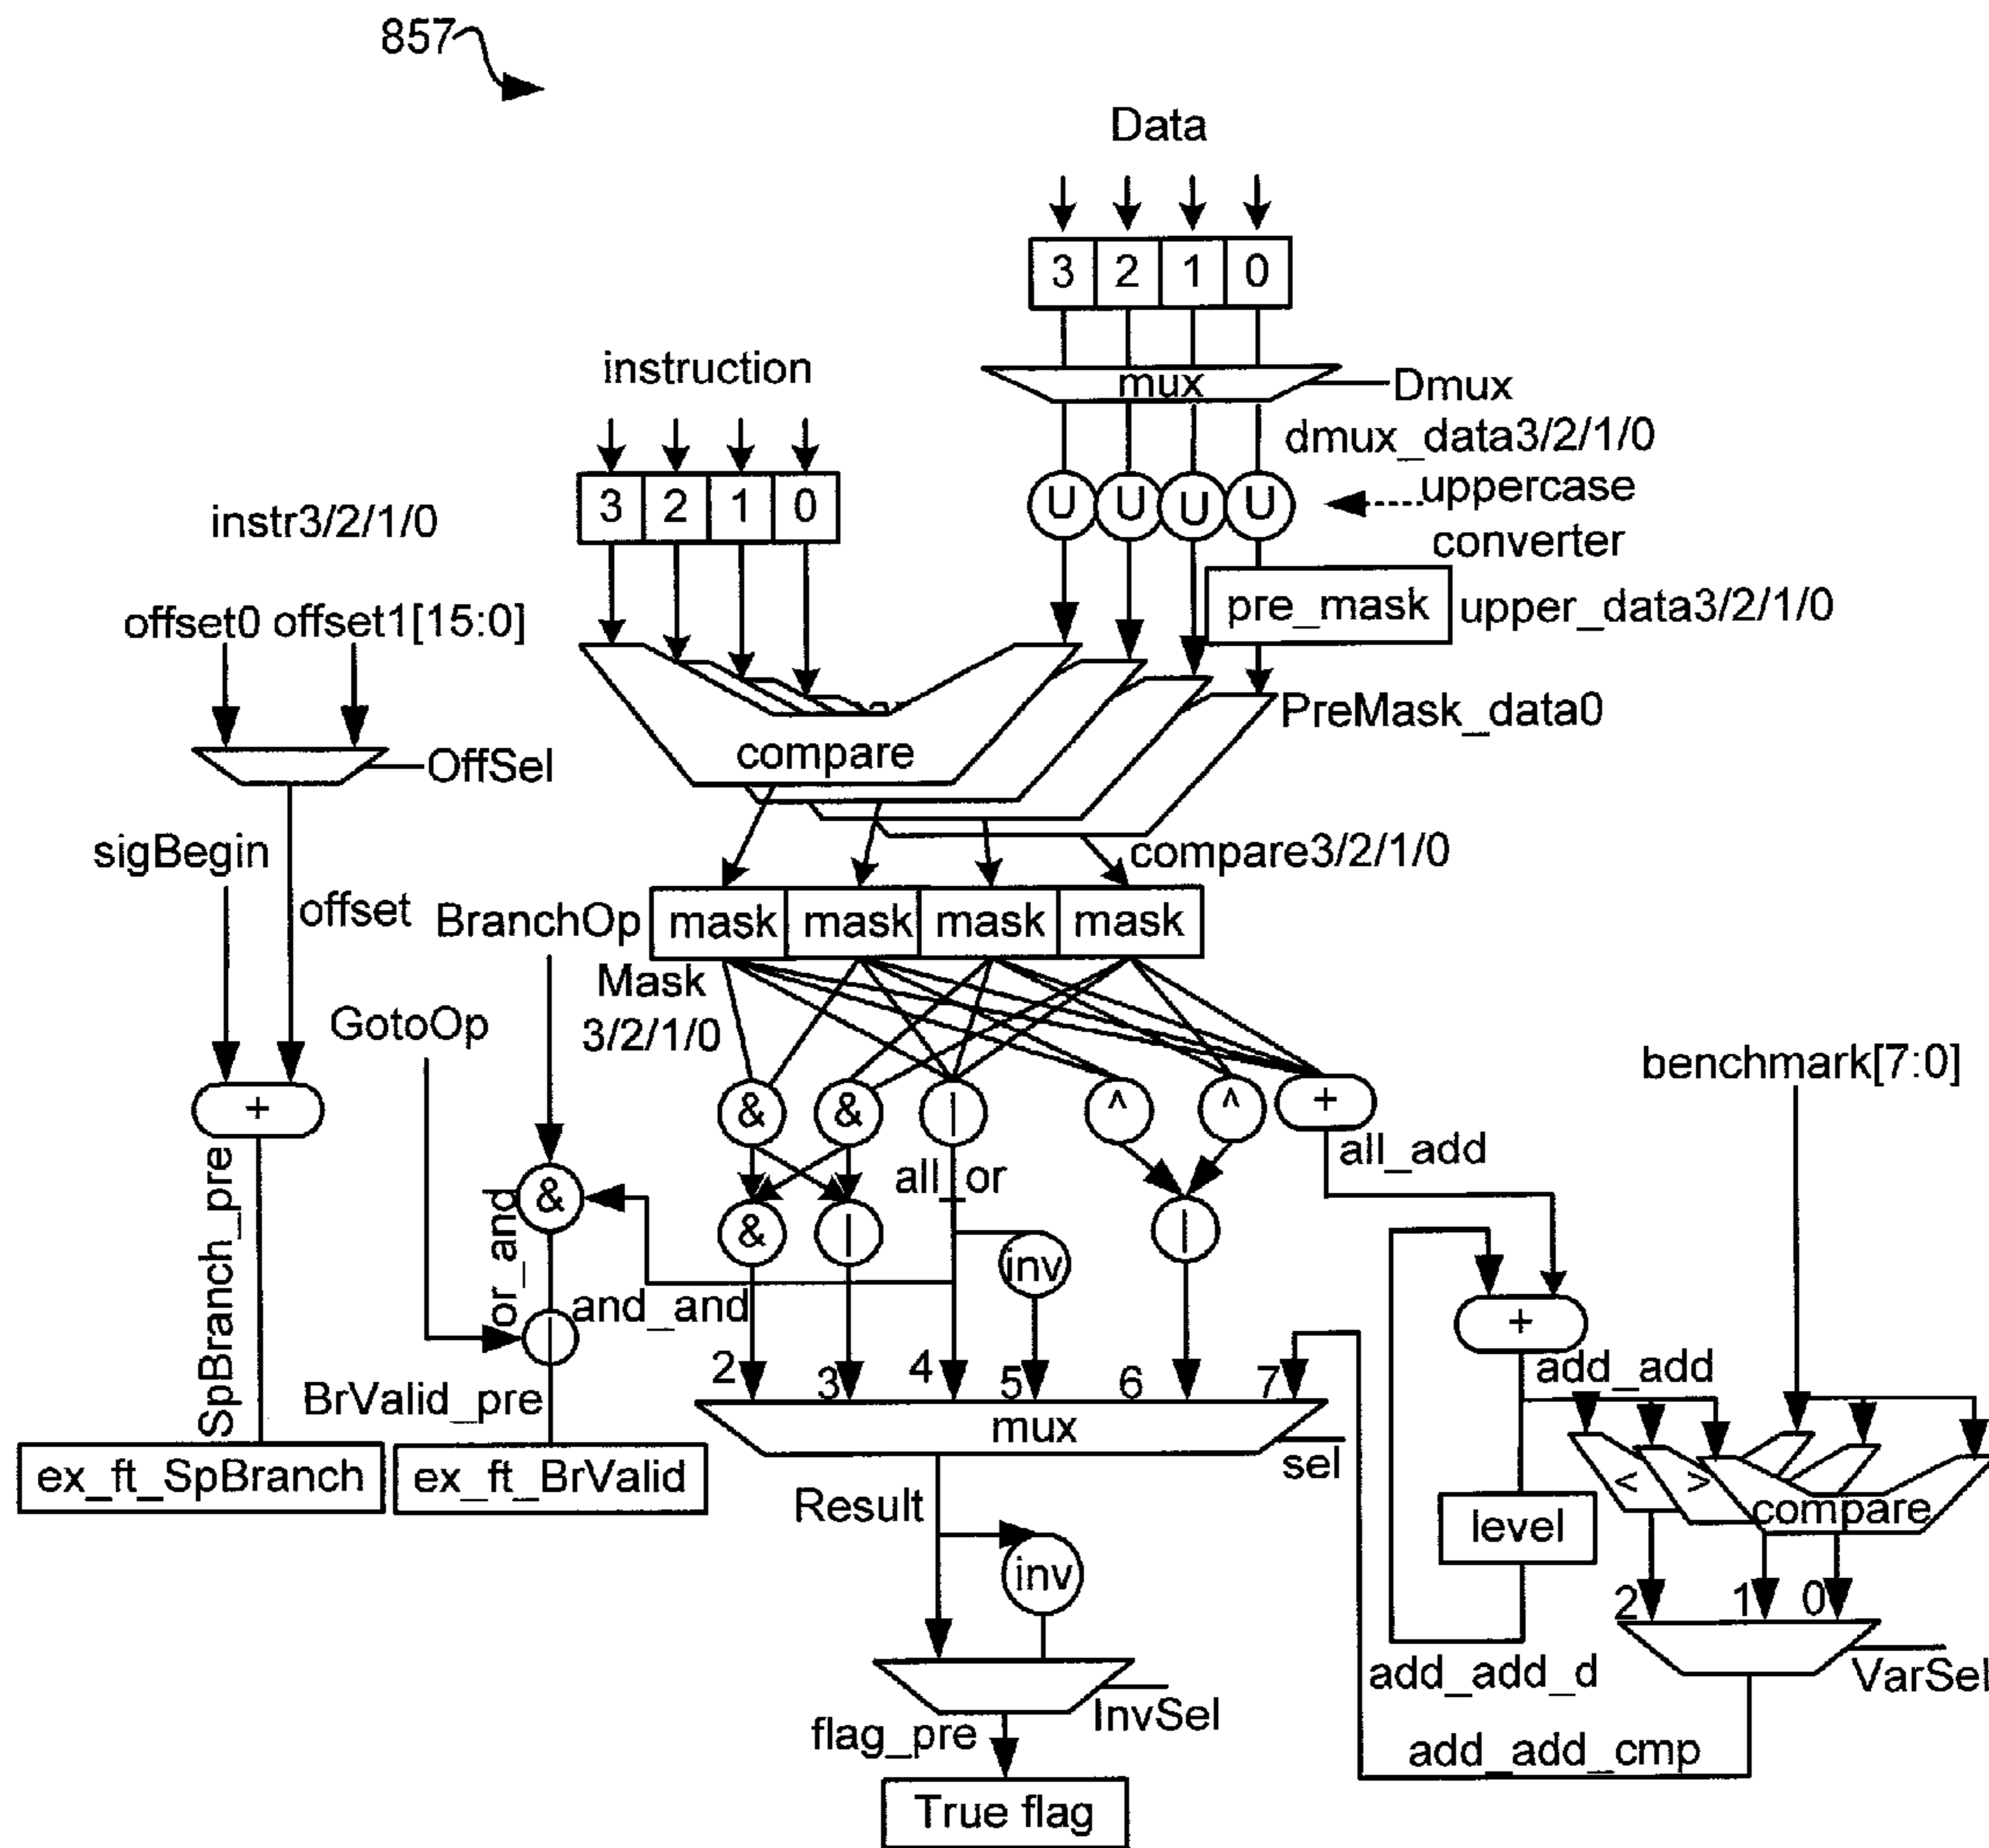 857
Data
3 2 1 0
instruction
mux
Dmux
dmux_data3/2/1/0
3 2 1 0
U U U U
uppercase
converter
instr3/2/1/0
pre_mask
upper_data3/2/1/0
offset0 offset1[15:0]
PreMask_data0
compare
OffSel
sigBegin
compare3/2/1/0
offset
BranchOp
mask mask mask mask
Mask
3/2/1/0
GotoOp
benchmark[7:0]
+
& & | ^ ^ +
all_add
all_or
SpBranch_pre
&
or_and
& | |
inv
and_and
|
+
2 3 4 5 6 7
add_add
BrValid_pre
mux
sel
ex_ft_SpBranch
ex_ft_BrValid
< >
compare
Result
level
inv
2 1 0
add_add_d
VarSel
InvSel
flag_pre
add_add_cmp
True flag